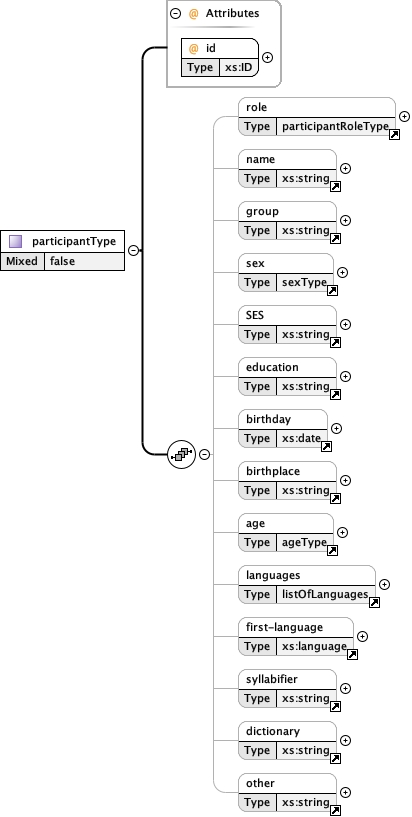 @ Attributes
@ id
Type xs:ID
role
Type participantRoleType
name
Type xs:string
group
Type xs:string
participantType
Mixed false
sex
Type sexType
SES
Type xs:string
education
Type xs:string
birthday
Type xs:date
birthplace
Type xs:string
age
Type ageType
languages
Type listOfLanguages
first-language
Type xs:language
syllabifier
Type xs:string
dictionary
Type xs:string
other
Type xs:string